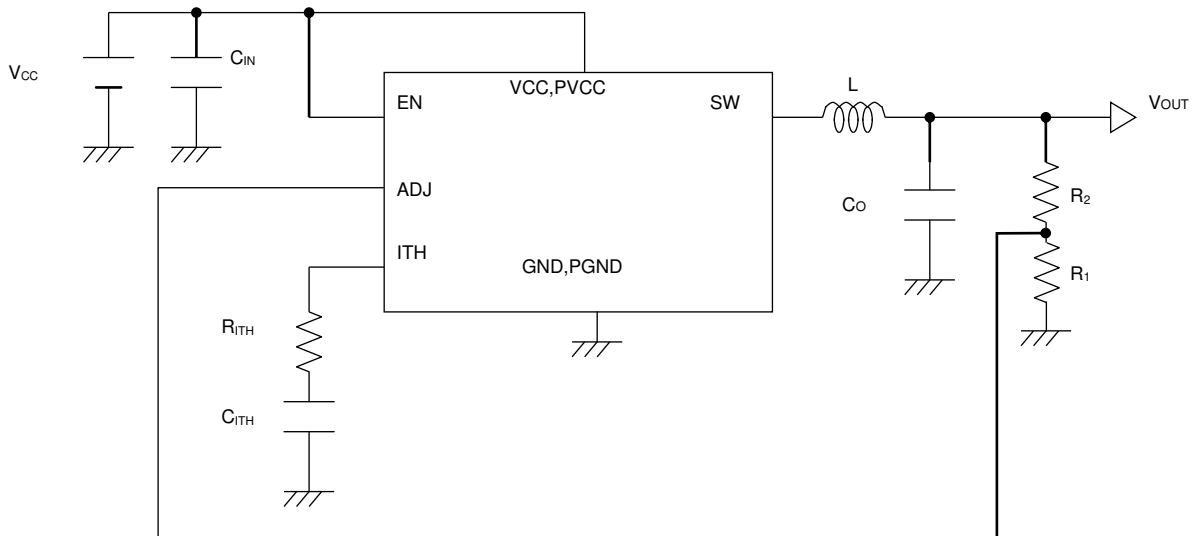 VCC
CIN
EN
VCC,PVCC
SW
L
VOUT
ADJ
CO
R2
ITH
GND,PGND
R1
RITH
CITH